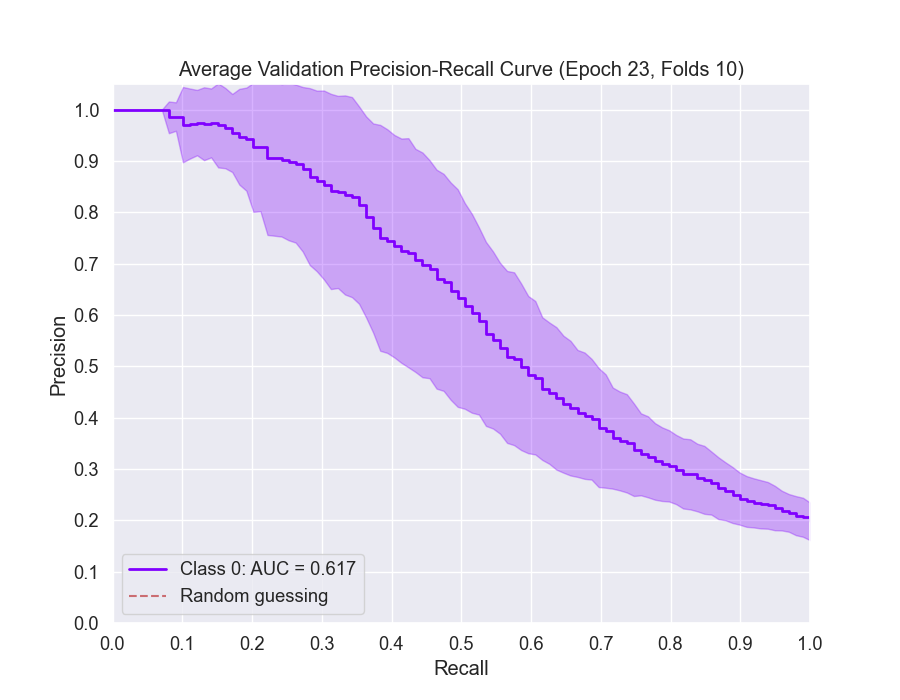 Average Validation Precision-Recall Curve (Epoch 23, Folds 10)
Precision
1.0
0.9
0.8
0.7
0.6
0.5
0.4
0.3
0.2
0.1
0.0
Class 0: AUC = 0.617
Random guessing
0.0 0.1 0.2 0.3 0.4 0.5 0.6 0.7 0.8 0.9 1.0
Recall